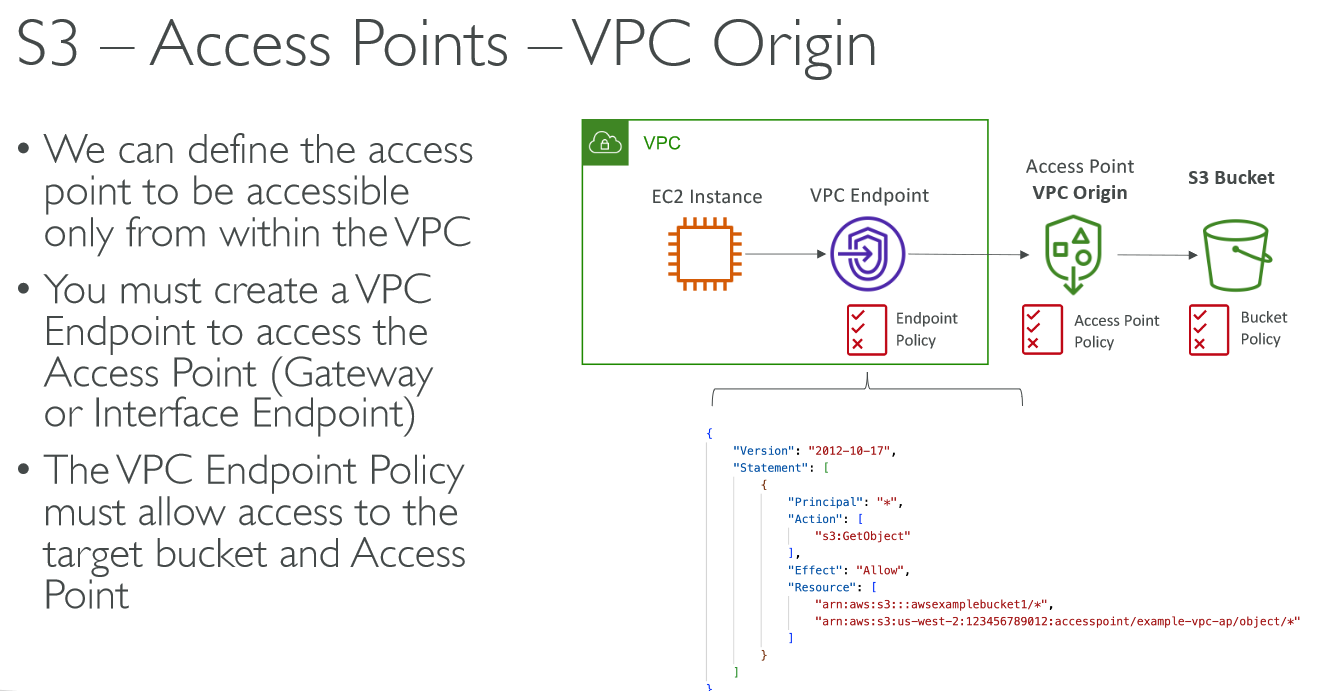 S3 – Access Points – VPC Origin
• We can define the access
point to be accessible
only from within the VPC
• You must create a VPC
Endpoint to access the
Access Point (Gateway
or Interface Endpoint)
• The VPC Endpoint Policy
must allow access to the
target bucket and Access
Point
VPC
EC2 Instance
VPC Endpoint
Endpoint
Policy
Access Point
VPC Origin
Access Point
Policy
S3 Bucket
Bucket
Policy
{
"Version": "2012-10-17",
"Statement": [
{
"Principal": "*",
"Action": [
"s3:GetObject"
],
"Effect": "Allow",
"Resource": [
"arn:aws:s3:::awsexamplebucket1/*",
"arn:aws:s3:us-west-2:123456789012:accesspoint/example-vpc-ap/object/*"
]
}
]
}